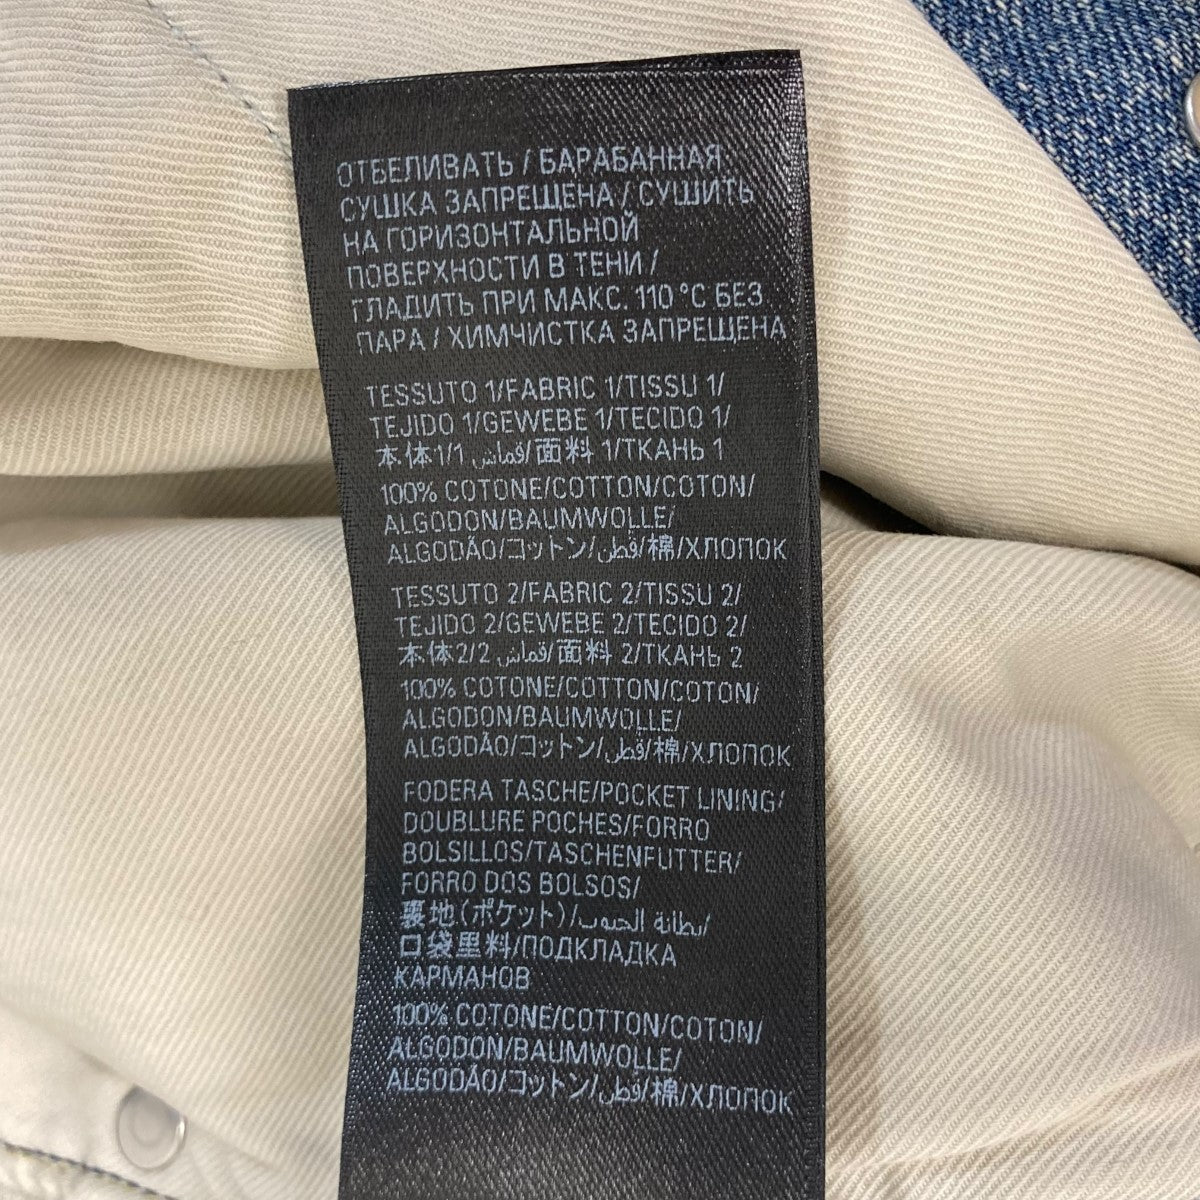 ОТБЕЛИВАТЬ / БАРАБАННАЯ
СУШКА ЗАПРЕЩЕНА / СУШИТЬ
НА ГОРИЗОНТАЛЬНОЙ
ПОВЕРХНОСТИ В ТЕНИ /
ГЛАДИТЬ ПРИ МАКС. 110 °C БЕЗ
ПАРА / ХИМЧИСТКА ЗАПРЕЩЕНА
TESSUTO 1/FABRIC 1/TISSU 1/
TEJIDO 1/GEWEBE 1/TECIDO 1/
本体1/1 قماش/面料 1/ТКАНЬ 1
100% COTONE/COTTON/COTON/
ALGODON/BAUMWOLLE/
ALGODÃO/コットン/قطن/棉/ХЛОПОК
TESSUTO 2/FABRIC 2/TISSU 2/
TEJIDO 2/GEWEBE 2/TECIDO 2/
本体2/2 قماش/面料 2/ТКАНЬ 2
100% COTONE/COTTON/COTON/
ALGODON/BAUMWOLLE/
ALGODÃO/コットン/قطن/棉/ХЛОПОК
FODERA TASCHE/POCKET LINING/
DOUBLURE POCHES/FORRO
BOLSILLOS/TASCHENFUTTER/
FORRO DOS BOLSOS/
裏地(ポケット)/بطانة الجيوب/
口袋里料/ПОДКЛАДКА
КАРМАНОВ
100% COTONE/COTTON/COTON/
ALGODON/BAUMWOLLE/
ALGODÃO/コットン/قطن/棉/ХЛОПОК